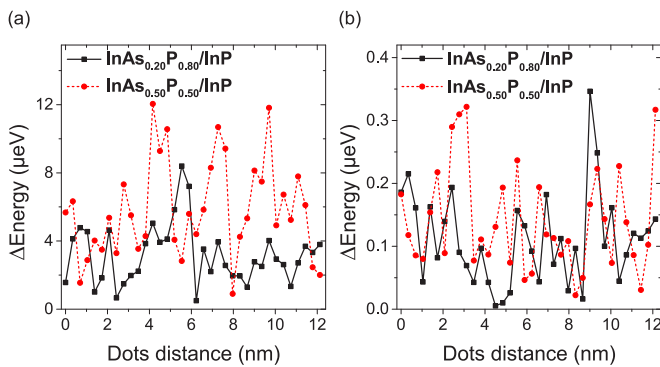 (a)
InAs0.20P0.80/InP
InAs0.50P0.50/InP
ΔEnergy (µeV)
12
8
4
0
0 2 4 6 8 10 12
Dots distance (nm)
(b)
InAs0.20P0.80/InP
InAs0.50P0.50/InP
ΔEnergy (µeV)
0.4
0.3
0.2
0.1
0.0
0 2 4 6 8 10 12
Dots distance (nm)